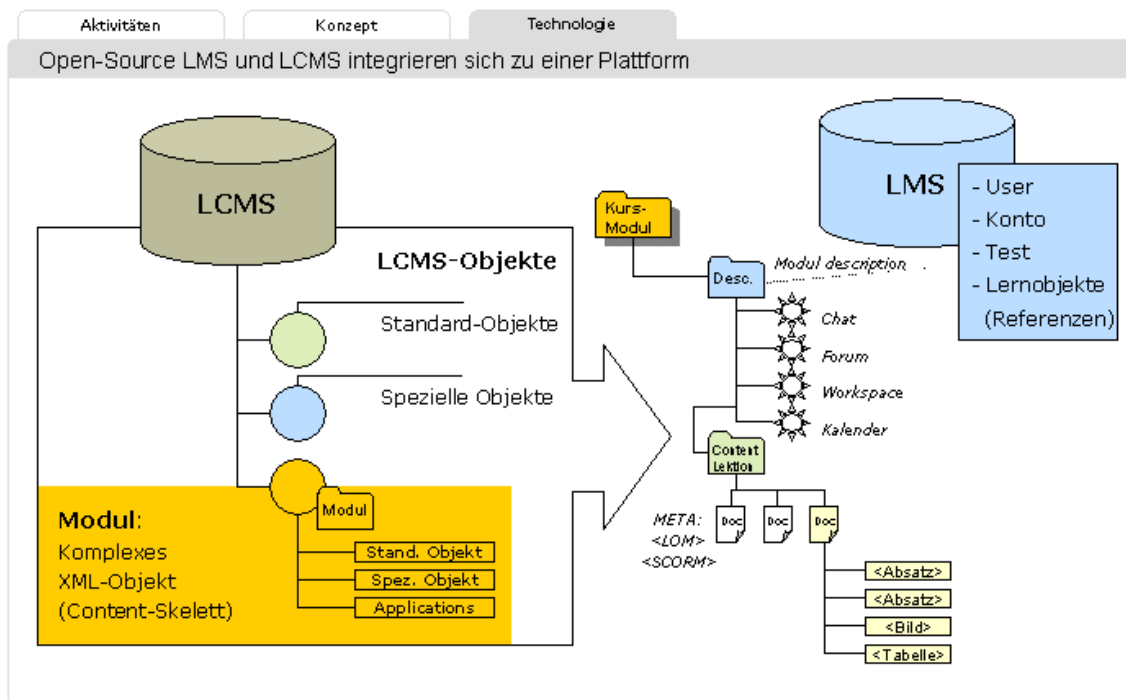 Aktivitäten
Konzept
Technologie
Open-Source LMS und LCMS integrieren sich zu einer Plattform
LCMS
LCMS-Objekte
Standard-Objekte
Spezielle Objekte
Modul
Modul:
Komplexes
XML-Objekt
(Content-Skelett)
Stand. Objekt
Spez. Objekt
Applications
LMS
- User
- Konto
- Test
- Lernobjekte
(Referenzen)
Kurs-
Modul
Desc.
Modul description
Chat
Forum
Workspace
Kalender
Content
Lektion
META:
<LOM>
<SCORM>
Doc
Doc
Doc
<Absatz>
<Absatz>
<Bild>
<Tabelle>